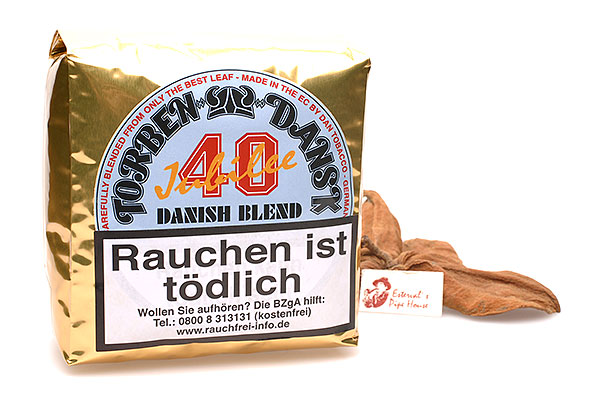 CAREFULLY BLENDED FROM ONLY THE BEST LEAF - MADE IN THE EC BY DAN TOBACCO - GERMANY
TORBEN DANSK
40
Jubilee
DANISH BLEND
Rauchen ist
tödlich
Wollen Sie aufhören? Die BZgA hilft:
Tel.: 0800 8 313131 (kostenfrei)
www.rauchfrei-info.de
Esterval's
Pipe House